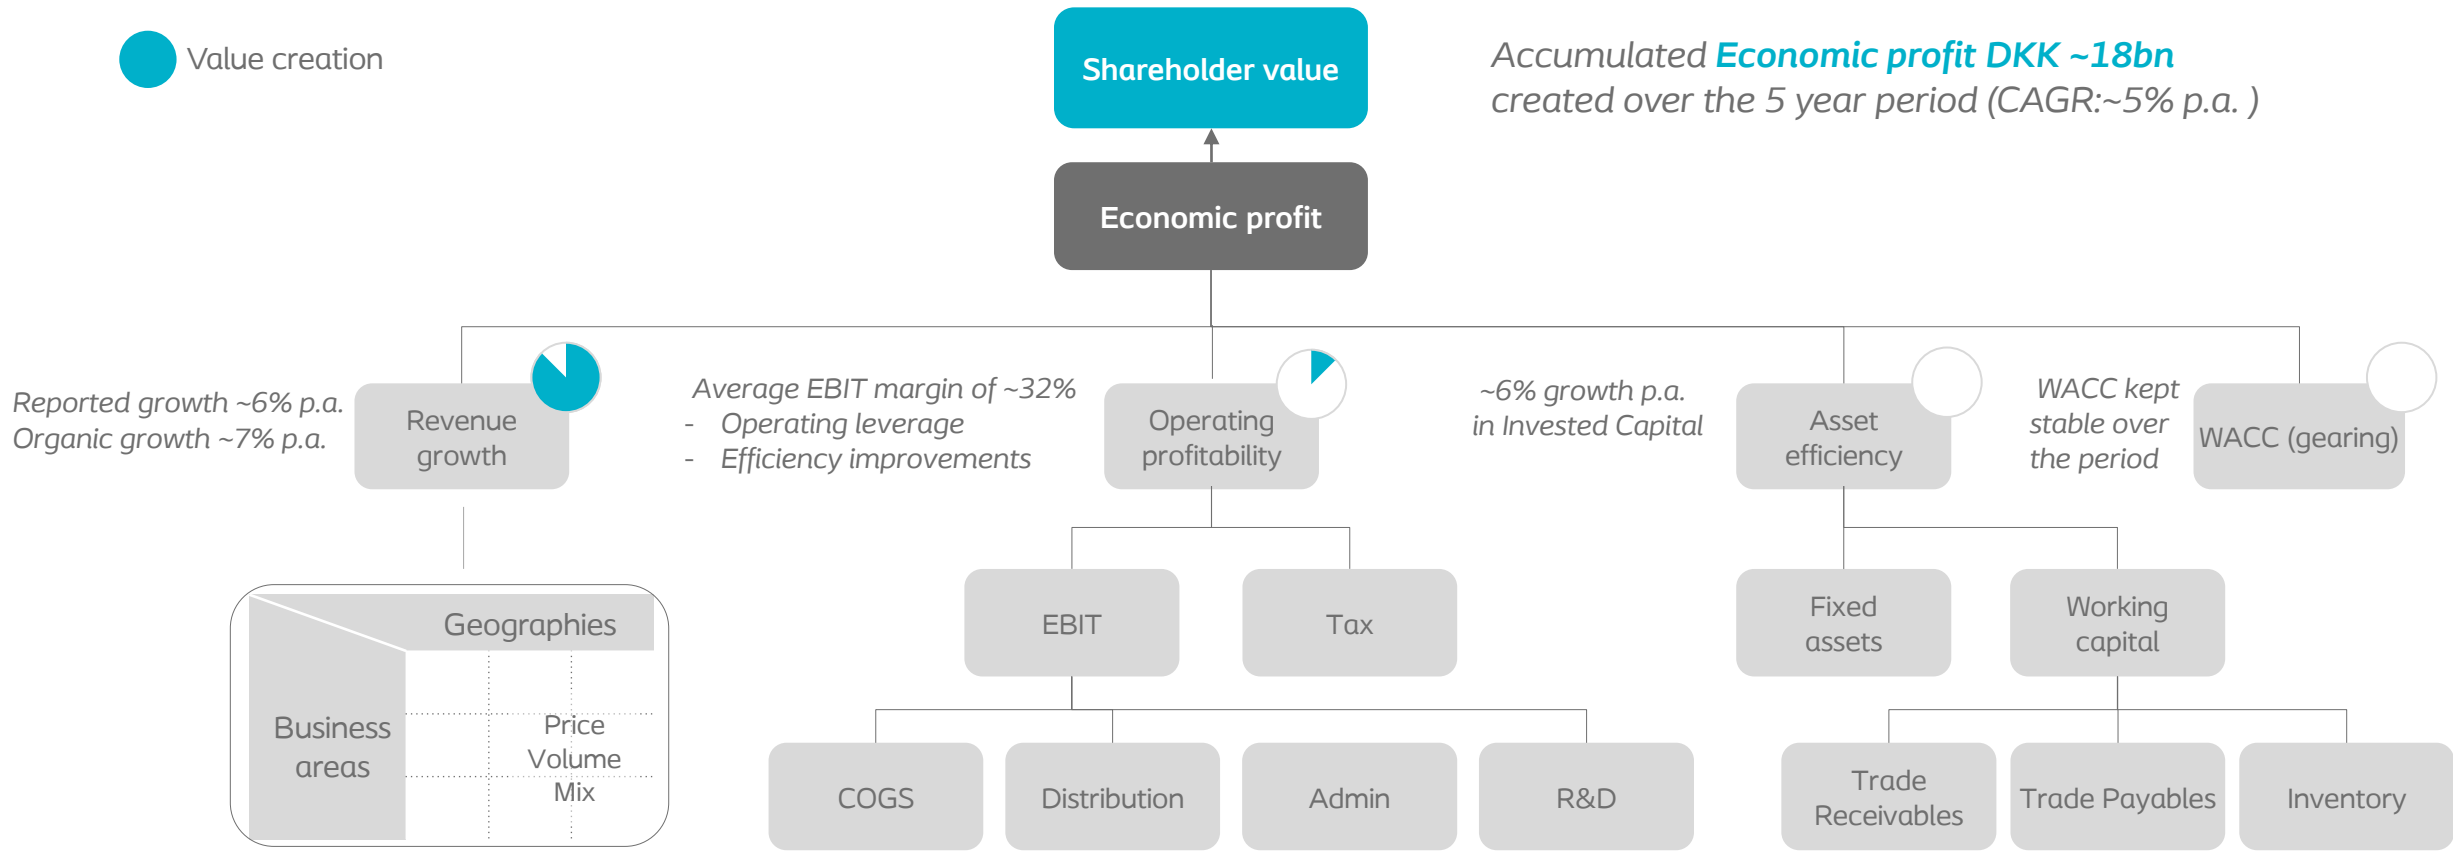 Value creation
Shareholder value
Accumulated Economic profit DKK ~18bn
created over the 5 year period (CAGR:~5% p.a. )
Economic profit
Reported growth ~6% p.a.
Organic growth ~7% p.a.
Revenue
growth
Average EBIT margin of ~32%
- Operating leverage
- Efficiency improvements
Operating
profitability
~6% growth p.a.
in Invested Capital
Asset
efficiency
WACC kept
stable over
the period
WACC (gearing)
Geographies
Business
areas
Price
Volume
Mix
EBIT
Tax
Fixed
assets
Working
capital
COGS
Distribution
Admin
R&D
Trade
Receivables
Trade Payables
Inventory